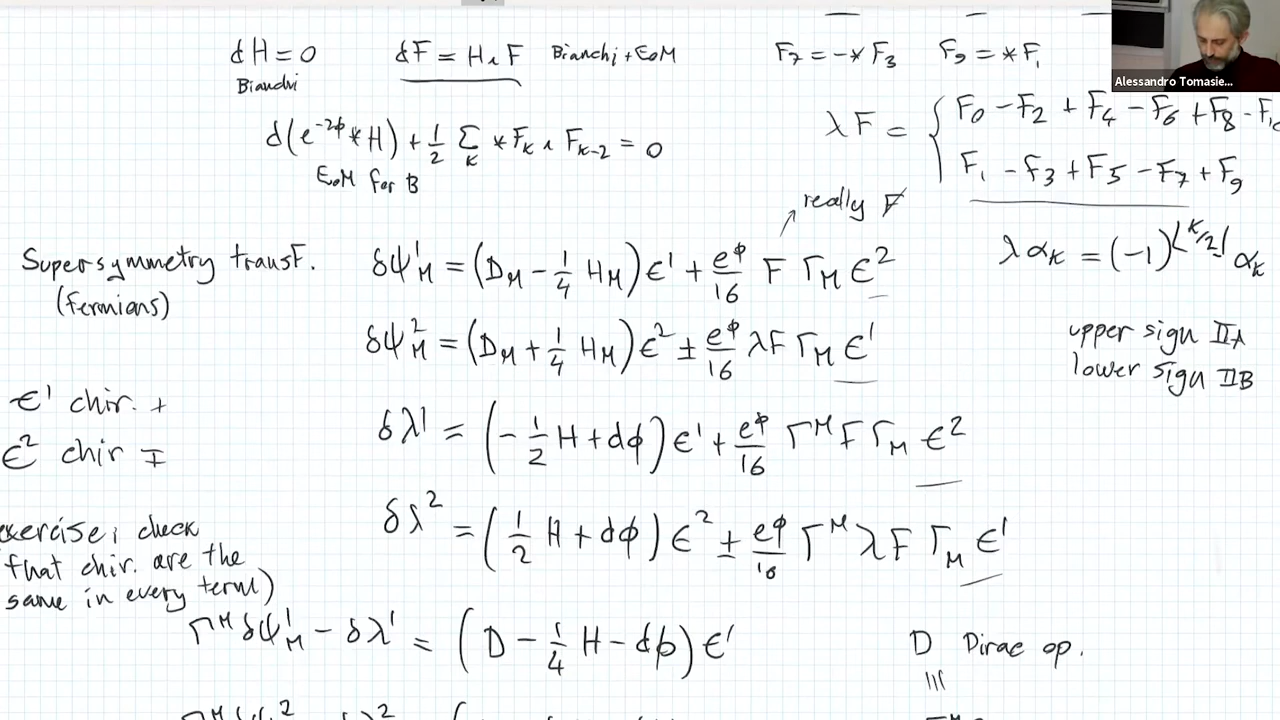 dH = 0    dF = H∧F    Bianchi + EoM    F₇ = -*F₃    F₉ = *F₁
Bianchi
Alessandro Tomasie...
d(e^{-2ϕ} *H) + 1/2 Σ_K *F_K ∧ F_{K-2} = 0
EoM for B
λF = { F₀ - F₂ + F₄ - F₆ + F₈ - F₁₀
F₁ - F₃ + F₅ - F₇ + F₉
really F̸
λα_K = (-1)^{⌊K/2⌋} α_K
Supersymmetry transf.
(fermions)
δψ¹_M = (D_M - 1/4 H_M) ϵ¹ + e^ϕ/16 F Γ_M ϵ²
δψ²_M = (D_M + 1/4 H_M) ϵ² ± e^ϕ/16 λF Γ_M ϵ¹
upper sign IIA
lower sign IIB
ϵ¹ chir. +
ϵ² chir ∓
δλ¹ = (-1/2 H + dϕ) ϵ¹ + e^ϕ/16 Γ^M F Γ_M ϵ²
δλ² = (1/2 H + dϕ) ϵ² ± e^ϕ/16 Γ^M λF Γ_M ϵ¹
exercise: check
that chir. are the
same in every term)
Γ^M δψ¹_M - δλ¹ = (D - 1/4 H - dϕ) ϵ¹
D Dirac op.